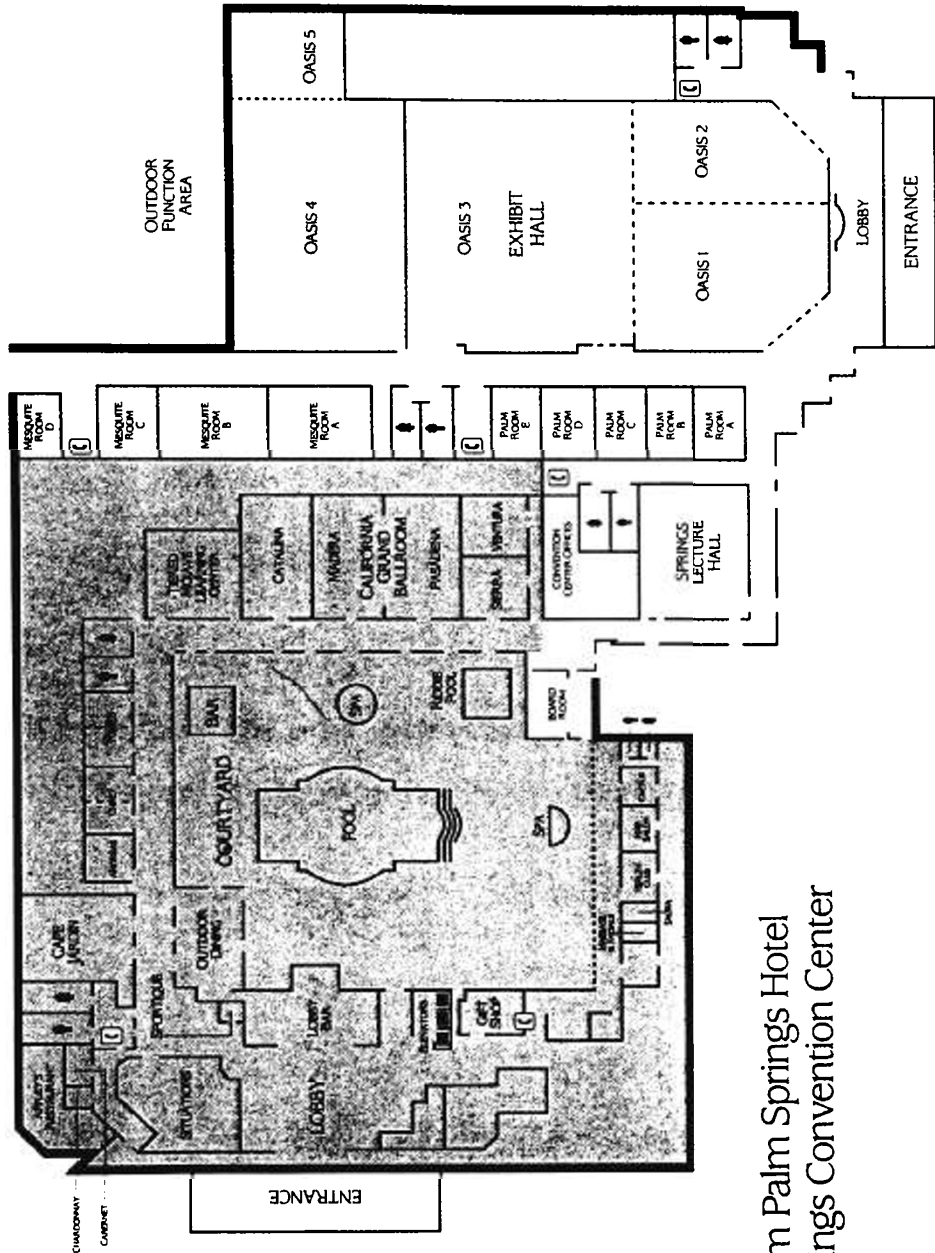 OUTDOOR
FUNCTION
AREA
OASIS 5
OASIS 4
OASIS 3
EXHIBIT
HALL
OASIS 2
OASIS 1
LOBBY
ENTRANCE
MESQUITE
ROOM
D
MESQUITE
ROOM
C
MESQUITE
ROOM
B
MESQUITE
ROOM
A
PALM
ROOM
E
PALM
ROOM
D
PALM
ROOM
C
PALM
ROOM
B
PALM
ROOM
A
LEARNING
CENTER
CATALINA
MADERA
CALIFORNIA
GRAND
BALLROOM
PASADENA
SIERRA
VENTURA
CONVENTION
CENTER OFFICES
SPRINGS
LECTURE
HALL
BOARD
ROOM
COURTYARD
BAR
SPA
POOL
POOL
SPA
CAFE
JARDIN
OUTDOOR
DINING
LOBBY
BAR
ELEVATORS
GIFT
SHOP
LOBBY
ENTRANCE
CHARDONNAY
CABERNET
m Palm Springs Hotel
ngs Convention Center